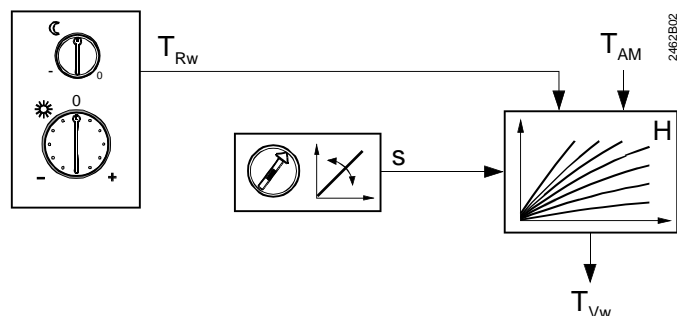 T_Rw
T_AM
2462B02
- 0
0
- +
s
H
T_Vw